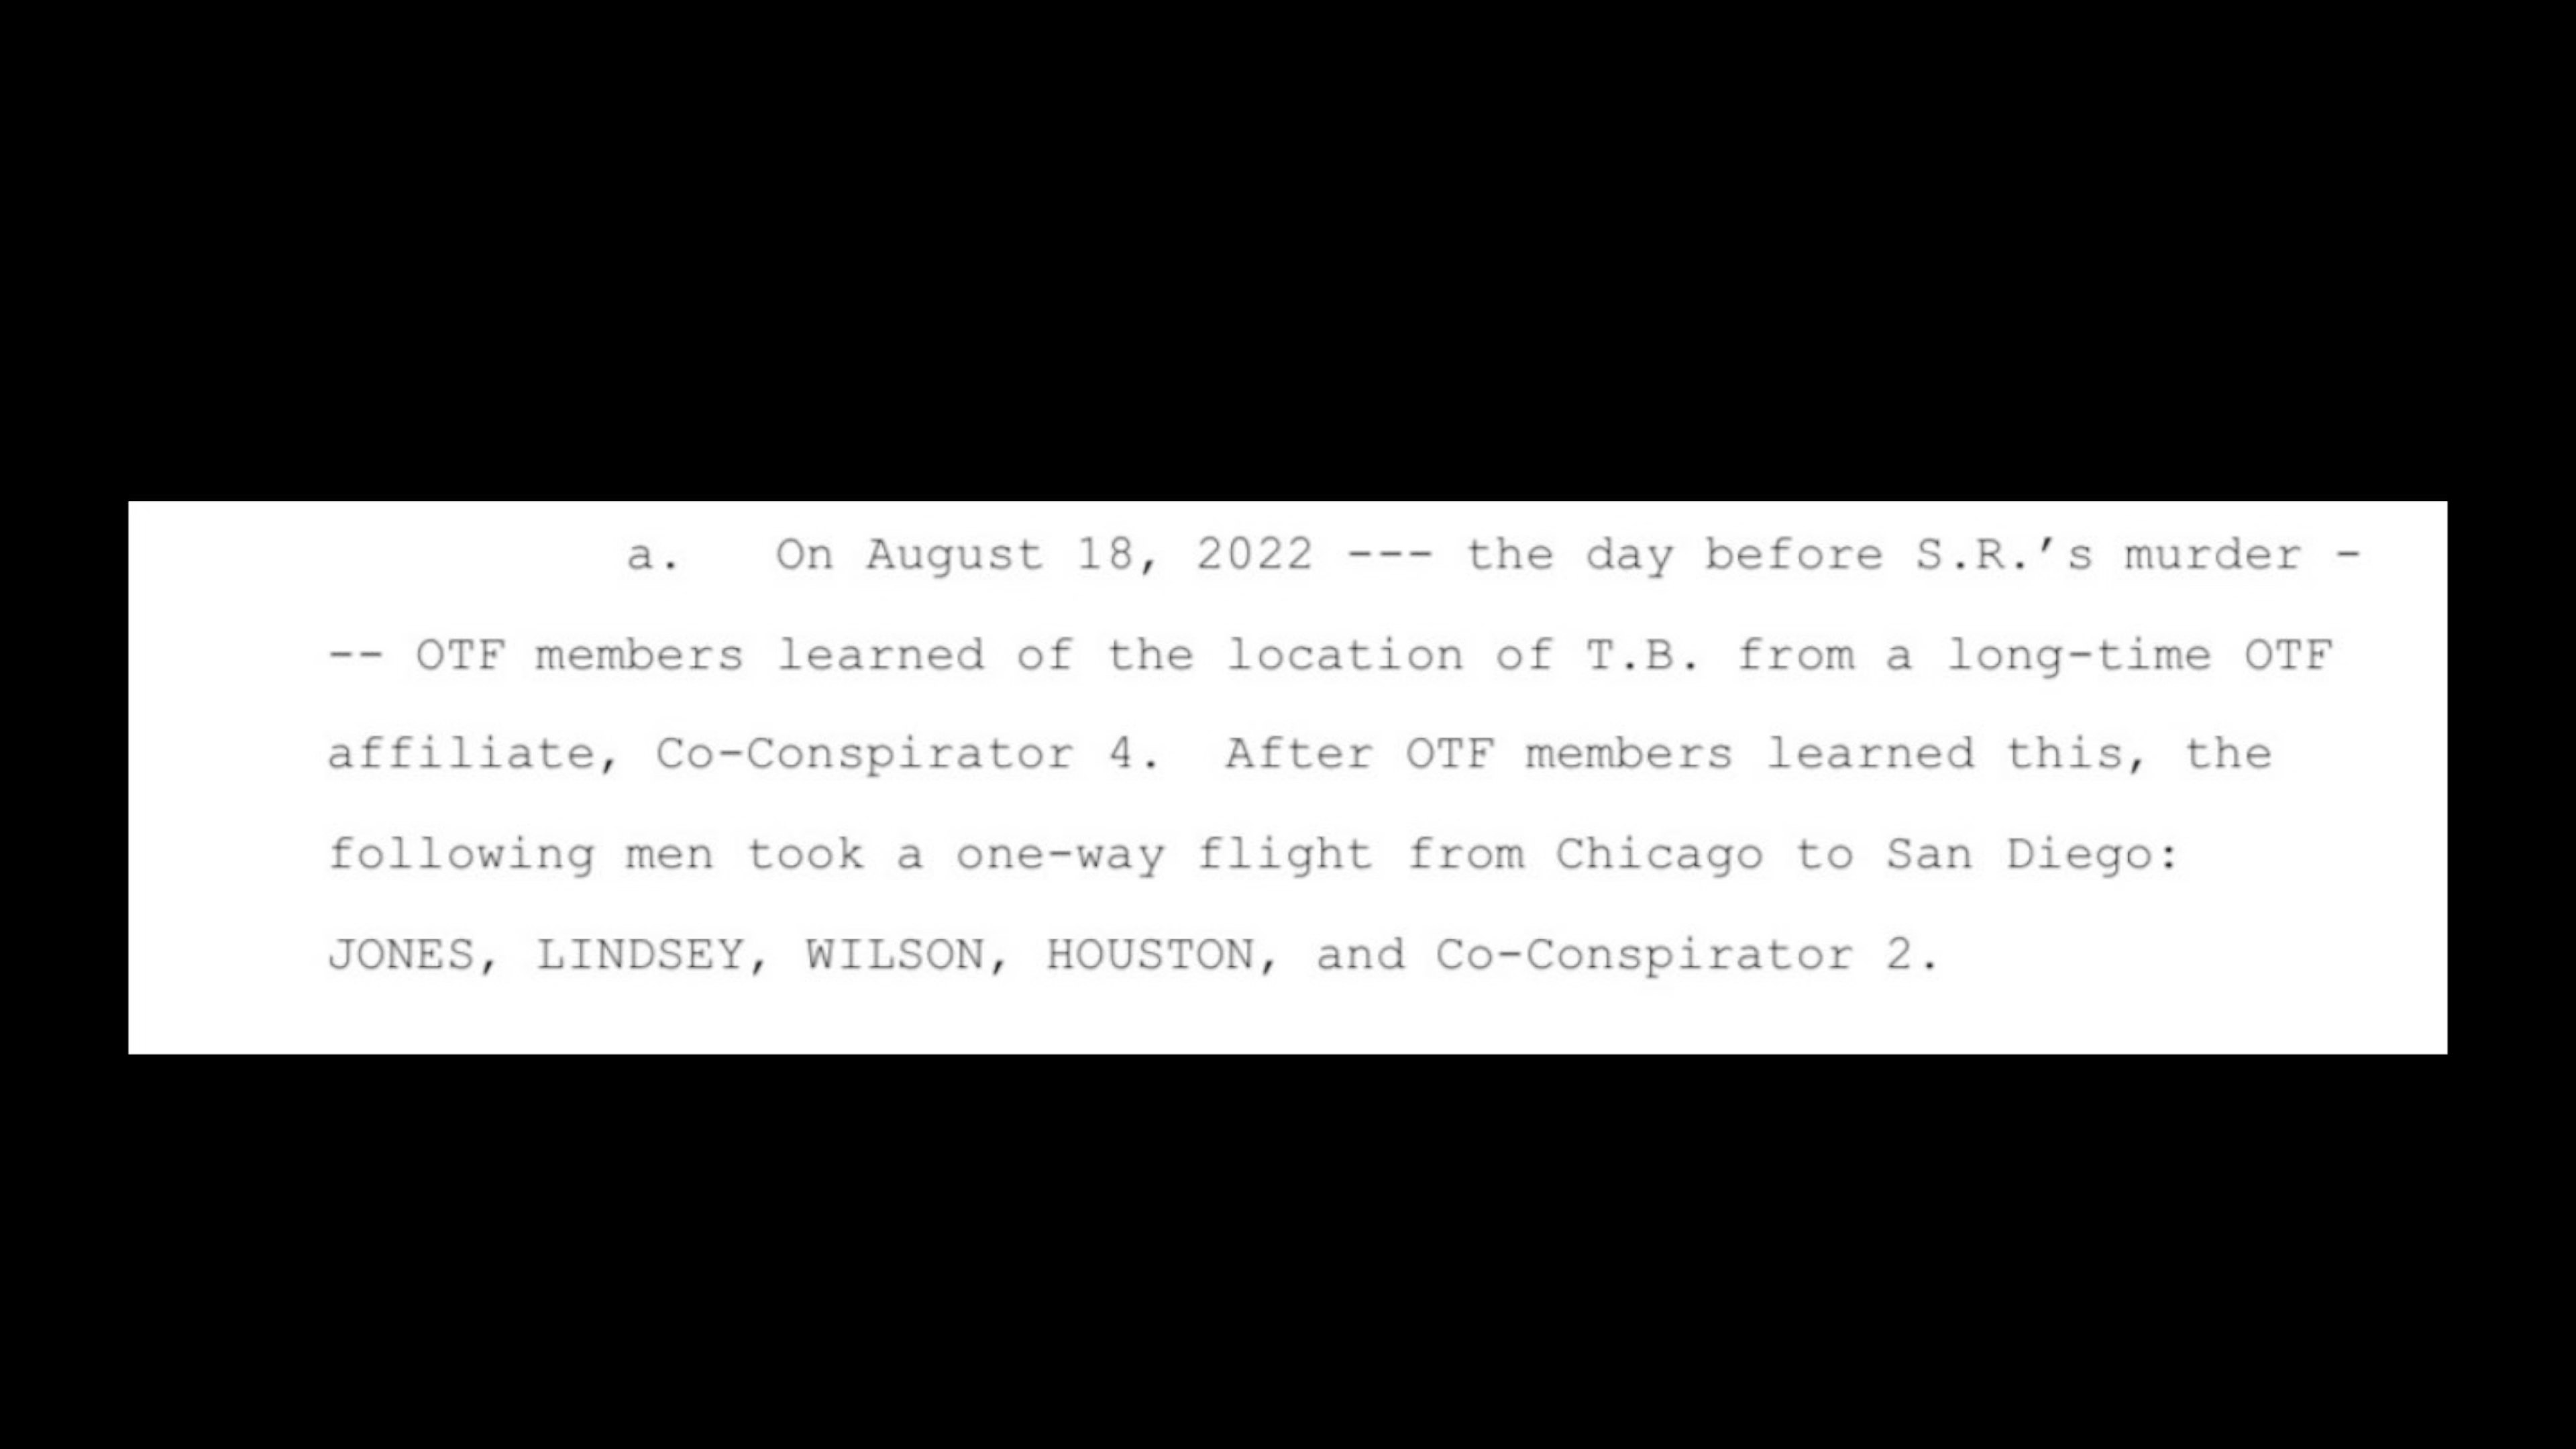 a. On August 18, 2022 --- the day before S.R.'s murder -
-- OTF members learned of the location of T.B. from a long-time OTF
affiliate, Co-Conspirator 4. After OTF members learned this, the
following men took a one-way flight from Chicago to San Diego:
JONES, LINDSEY, WILSON, HOUSTON, and Co-Conspirator 2.